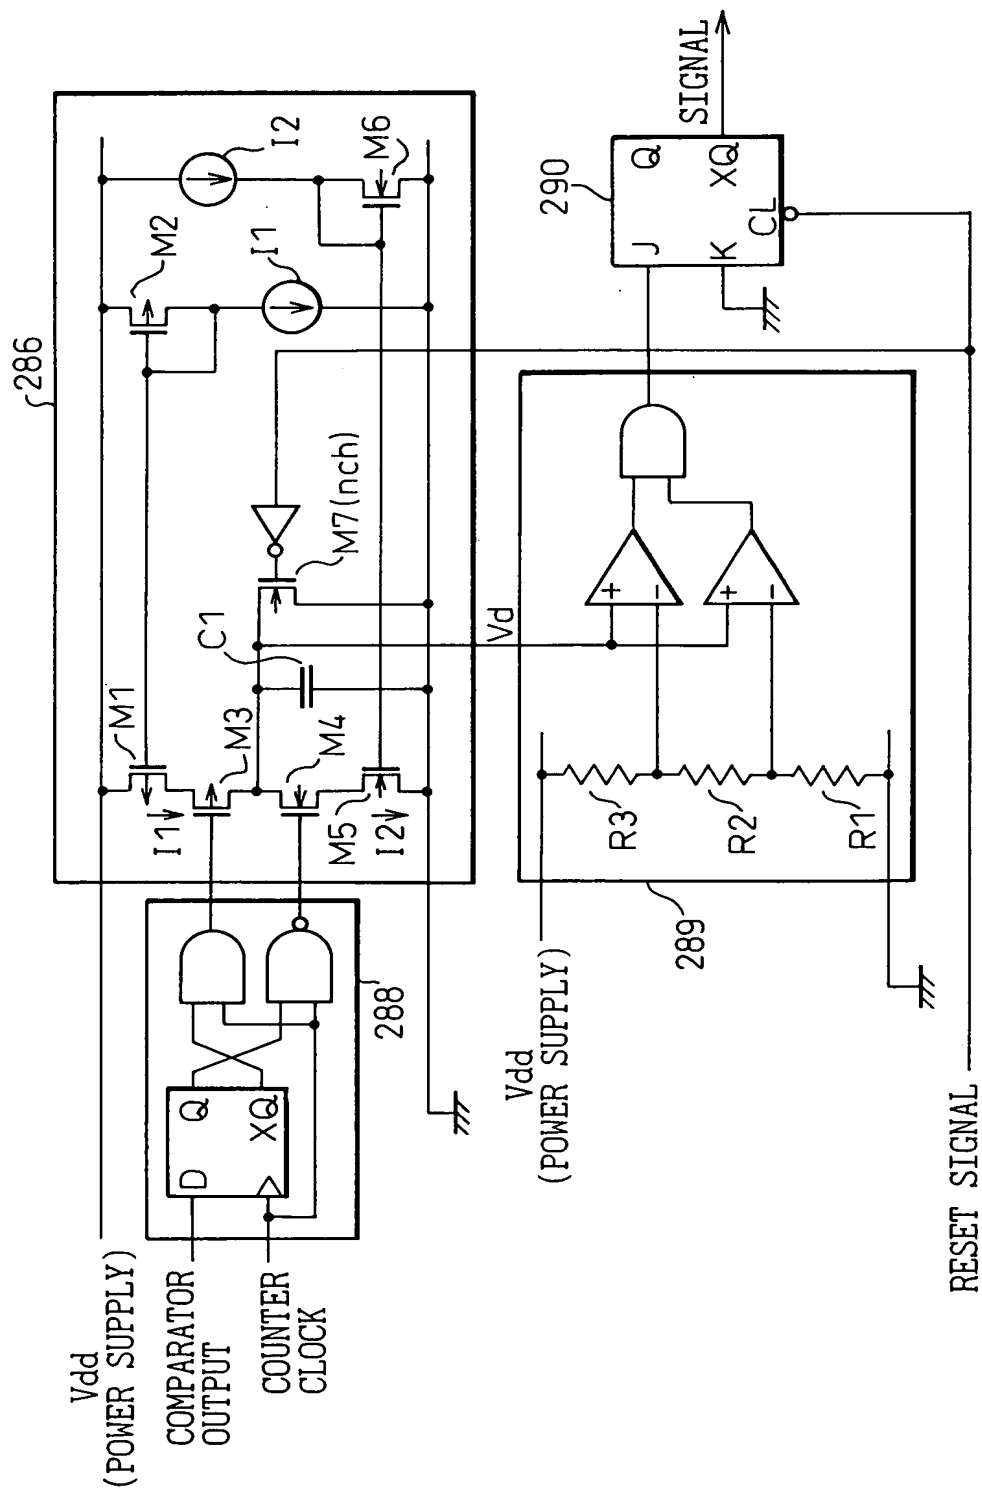 286
I2
M6
M2
I1
M7(nch)
C1
M1
M3
M4
M5
I1
I2
288
D
Q
XQ
Vdd
(POWER SUPPLY)
COMPARATOR
OUTPUT
COUNTER
CLOCK
SIGNAL
290
J
Q
K
XQ
CL
Vd
+
-
+
-
R3
R2
R1
289
Vdd
(POWER SUPPLY)
RESET SIGNAL